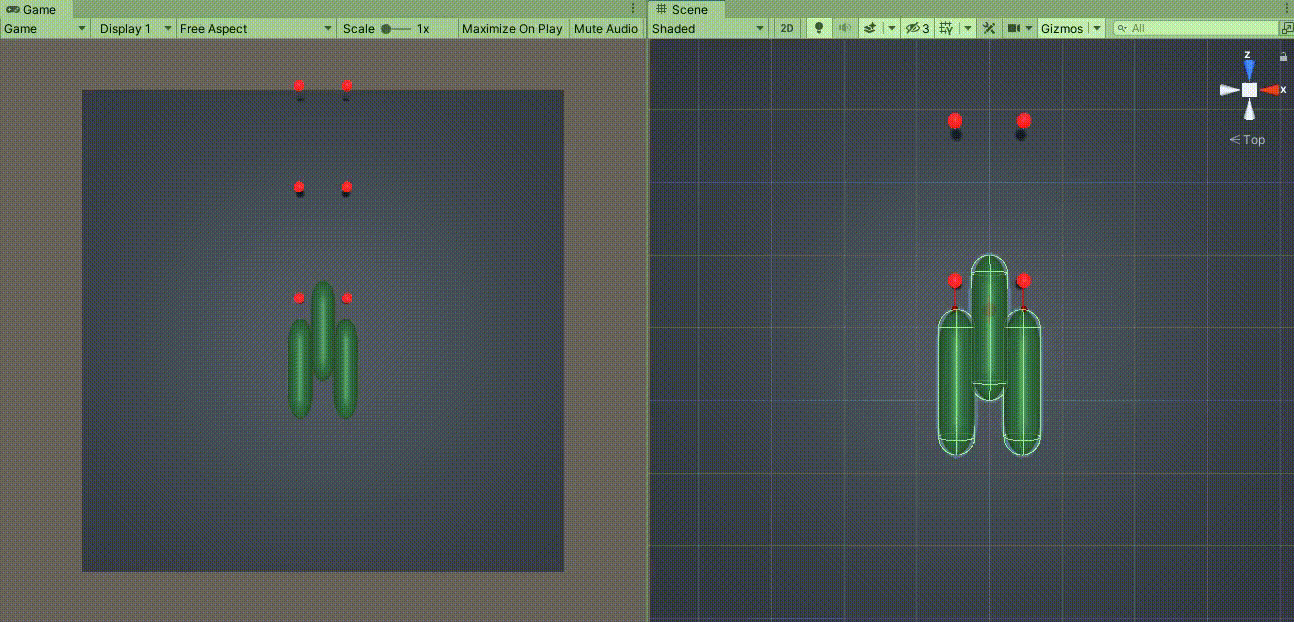 Game
Game Display 1 Free Aspect Scale 1x Maximize On Play Mute Audio
Scene
Shaded 2D 3 Gizmos All
z
x
< Top